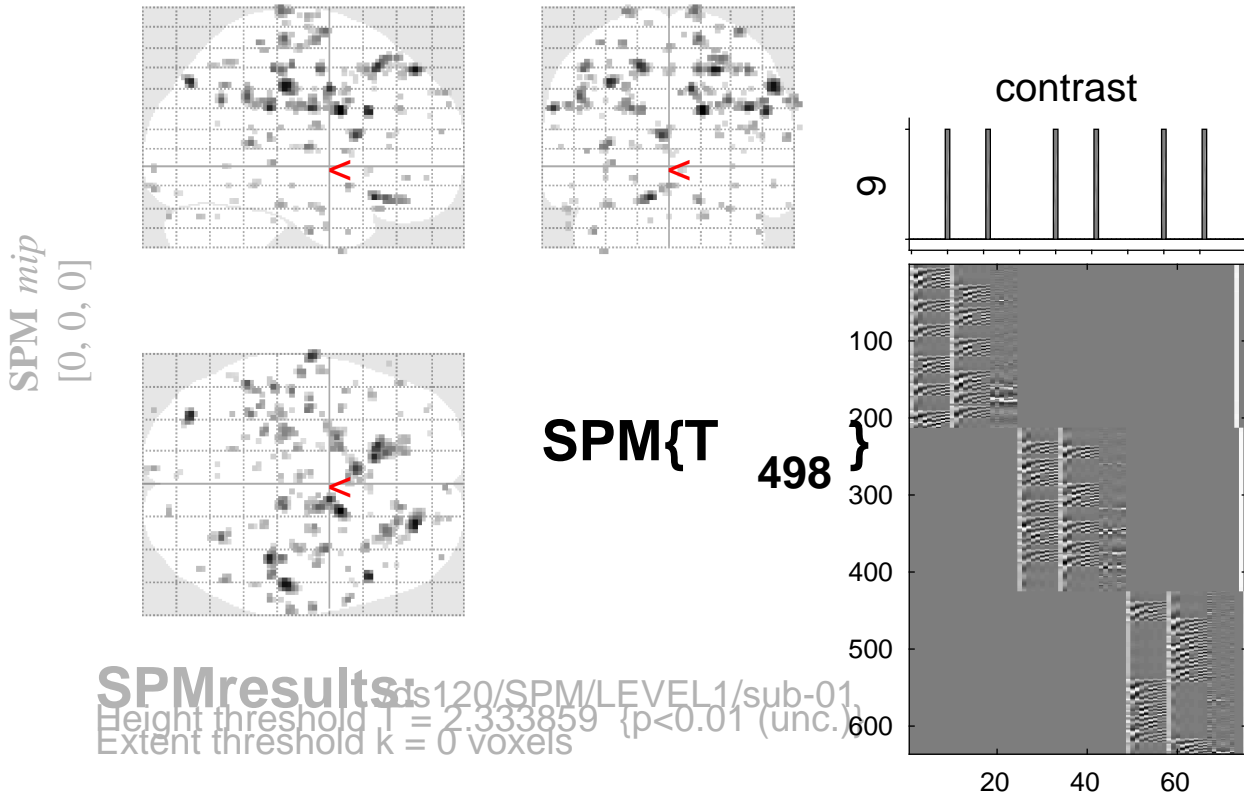 SPM mip
[0, 0, 0]
<
<
<
SPM{T 498 }
SPMresults: /ds120/SPM/LEVEL1/sub-01
Height threshold T = 2.333859 {p<0.01 (unc.)}
Extent threshold k = 0 voxels
contrast
9
100
200
300
400
500
600
20 40 60